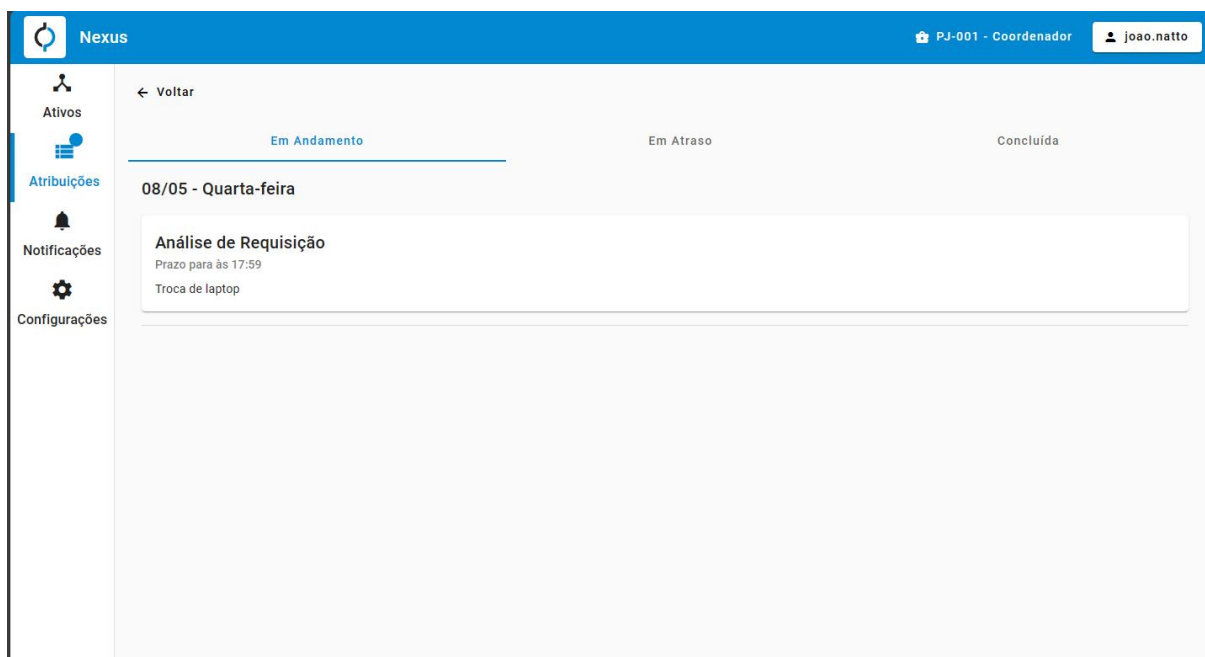 Nexus
PJ-001 - Coordenador
joao.natto
Ativos
Atribuições
Notificações
Configurações
Voltar
Em Andamento
Em Atraso
Concluída
08/05 - Quarta-feira
Análise de Requisição
Prazo para às 17:59
Troca de laptop